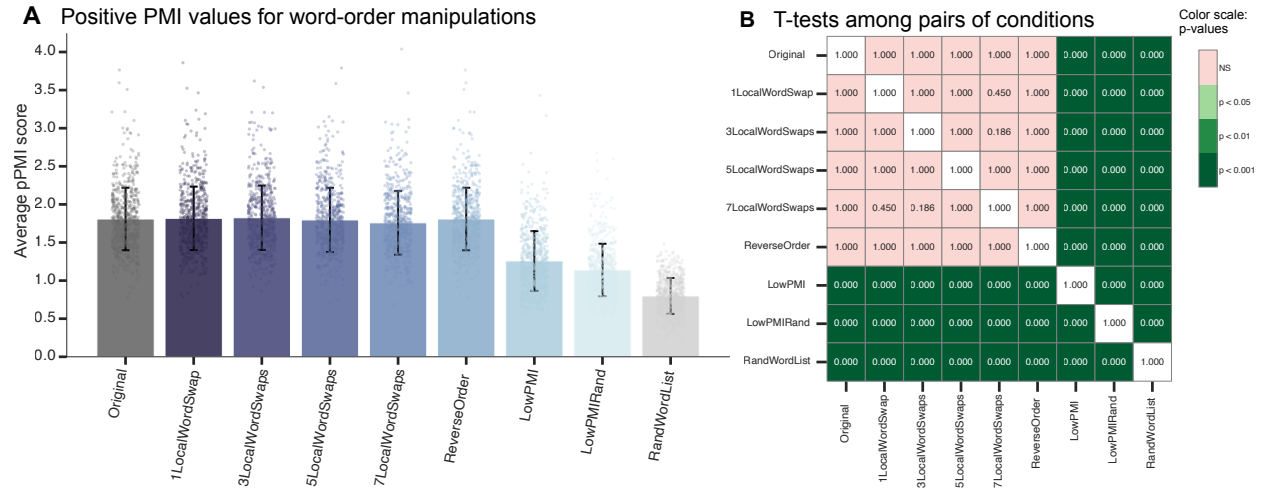 A Positive PMI values for word-order manipulations
Average pPMI score
4.0
3.5
3.0
2.5
2.0
1.5
1.0
0.5
0.0
Original
1LocalWordSwap
3LocalWordSwaps
5LocalWordSwaps
7LocalWordSwaps
ReverseOrder
LowPMI
LowPMIRand
RandWordList
B T-tests among pairs of conditions
Original 1.000 1.000 1.000 1.000 1.000 1.000 0.000 0.000 0.000
1LocalWordSwap 1.000 1.000 1.000 1.000 0.450 1.000 0.000 0.000 0.000
3LocalWordSwaps 1.000 1.000 1.000 1.000 0.186 1.000 0.000 0.000 0.000
5LocalWordSwaps 1.000 1.000 1.000 1.000 1.000 1.000 0.000 0.000 0.000
7LocalWordSwaps 1.000 0.450 0.186 1.000 1.000 1.000 0.000 0.000 0.000
ReverseOrder 1.000 1.000 1.000 1.000 1.000 1.000 0.000 0.000 0.000
LowPMI 0.000 0.000 0.000 0.000 0.000 0.000 1.000 0.000 0.000
LowPMIRand 0.000 0.000 0.000 0.000 0.000 0.000 0.000 1.000 0.000
RandWordList 0.000 0.000 0.000 0.000 0.000 0.000 0.000 0.000 1.000
Original
1LocalWordSwap
3LocalWordSwaps
5LocalWordSwaps
7LocalWordSwaps
ReverseOrder
LowPMI
LowPMIRand
RandWordList
Color scale:
p-values
NS
p < 0.05
p < 0.01
p < 0.001